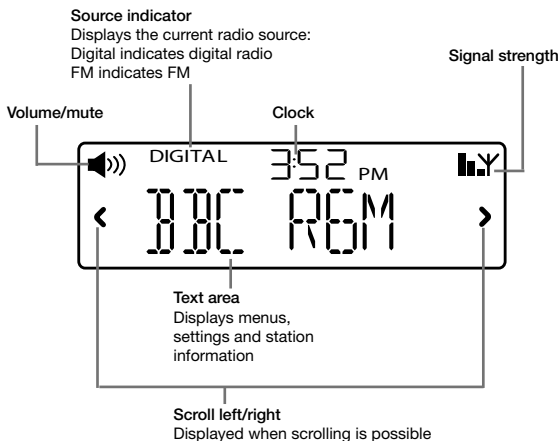 Source indicator
Displays the current radio source:
Digital indicates digital radio
FM indicates FM
Signal strength
Volume/mute
Clock
DIGITAL 3:52 PM
BBC R6M
Text area
Displays menus,
settings and station
information
Scroll left/right
Displayed when scrolling is possible